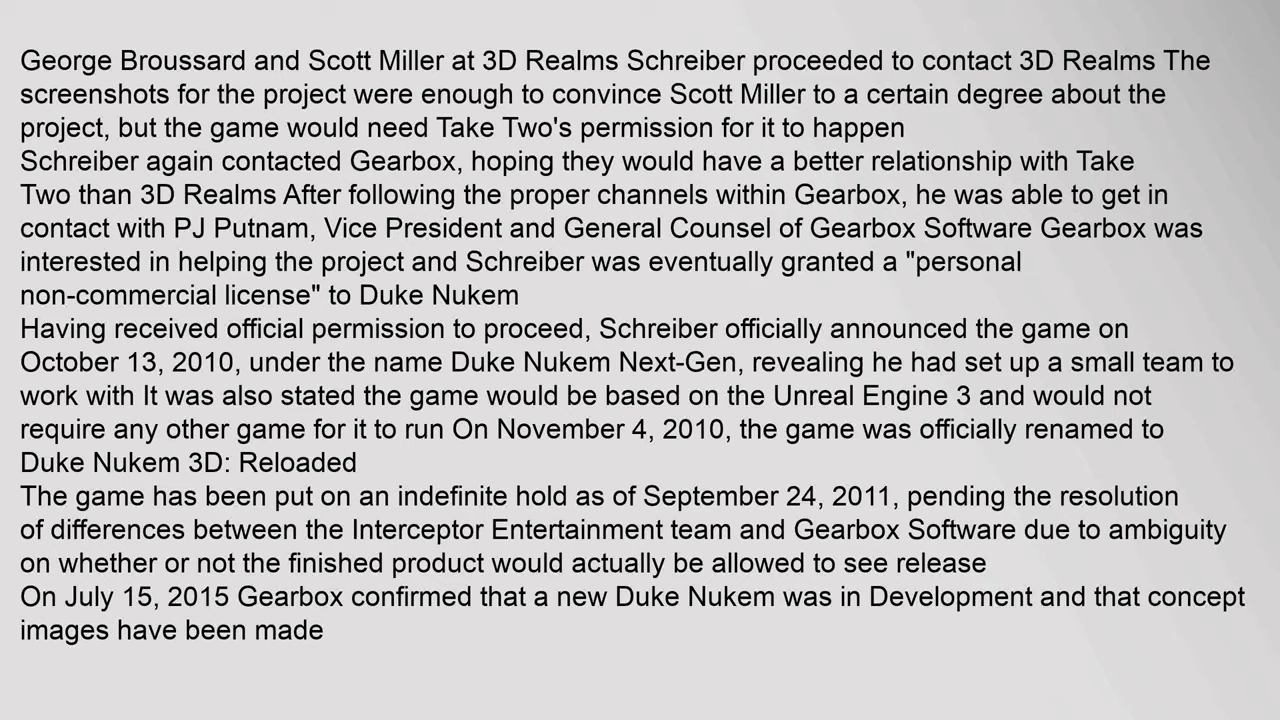 George Broussard and Scott Miller at 3D Realms Schreiber proceeded to contact 3D Realms The
screenshots for the project were enough to convince Scott Miller to a certain degree about the
project, but the game would need Take Two's permission for it to happen
Schreiber again contacted Gearbox, hoping they would have a better relationship with Take
Two than 3D Realms After following the proper channels within Gearbox, he was able to get in
contact with PJ Putnam, Vice President and General Counsel of Gearbox Software Gearbox was
interested in helping the project and Schreiber was eventually granted a "personal
non-commercial license" to Duke Nukem
Having received official permission to proceed, Schreiber officially announced the game on
October 13, 2010, under the name Duke Nukem Next-Gen, revealing he had set up a small team to
work with It was also stated the game would be based on the Unreal Engine 3 and would not
require any other game for it to run On November 4, 2010, the game was officially renamed to
Duke Nukem 3D: Reloaded
The game has been put on an indefinite hold as of September 24, 2011, pending the resolution
of differences between the Interceptor Entertainment team and Gearbox Software due to ambiguity
on whether or not the finished product would actually be allowed to see release
On July 15, 2015 Gearbox confirmed that a new Duke Nukem was in Development and that concept
images have been made